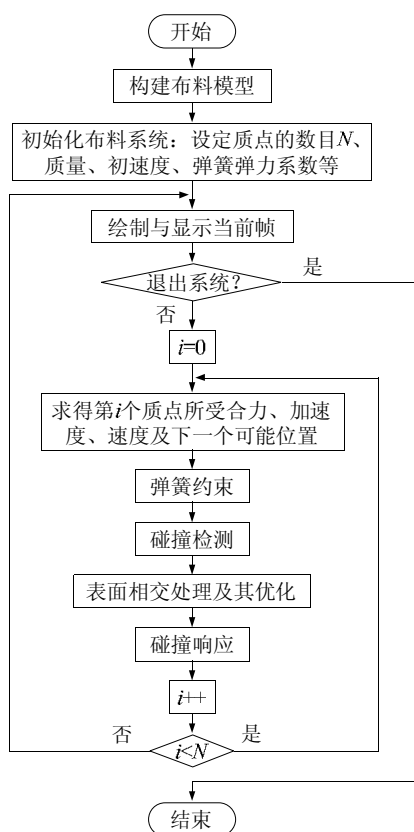 开始
构建布料模型
初始化布料系统：设定质点的数目N、
质量、初速度、弹簧弹力系数等
绘制与显示当前帧
退出系统？
是
否
i=0
求得第i个质点所受合力、加速
度、速度及下一个可能位置
弹簧约束
碰撞检测
表面相交处理及其优化
碰撞响应
i++
否
是
i<N
结束